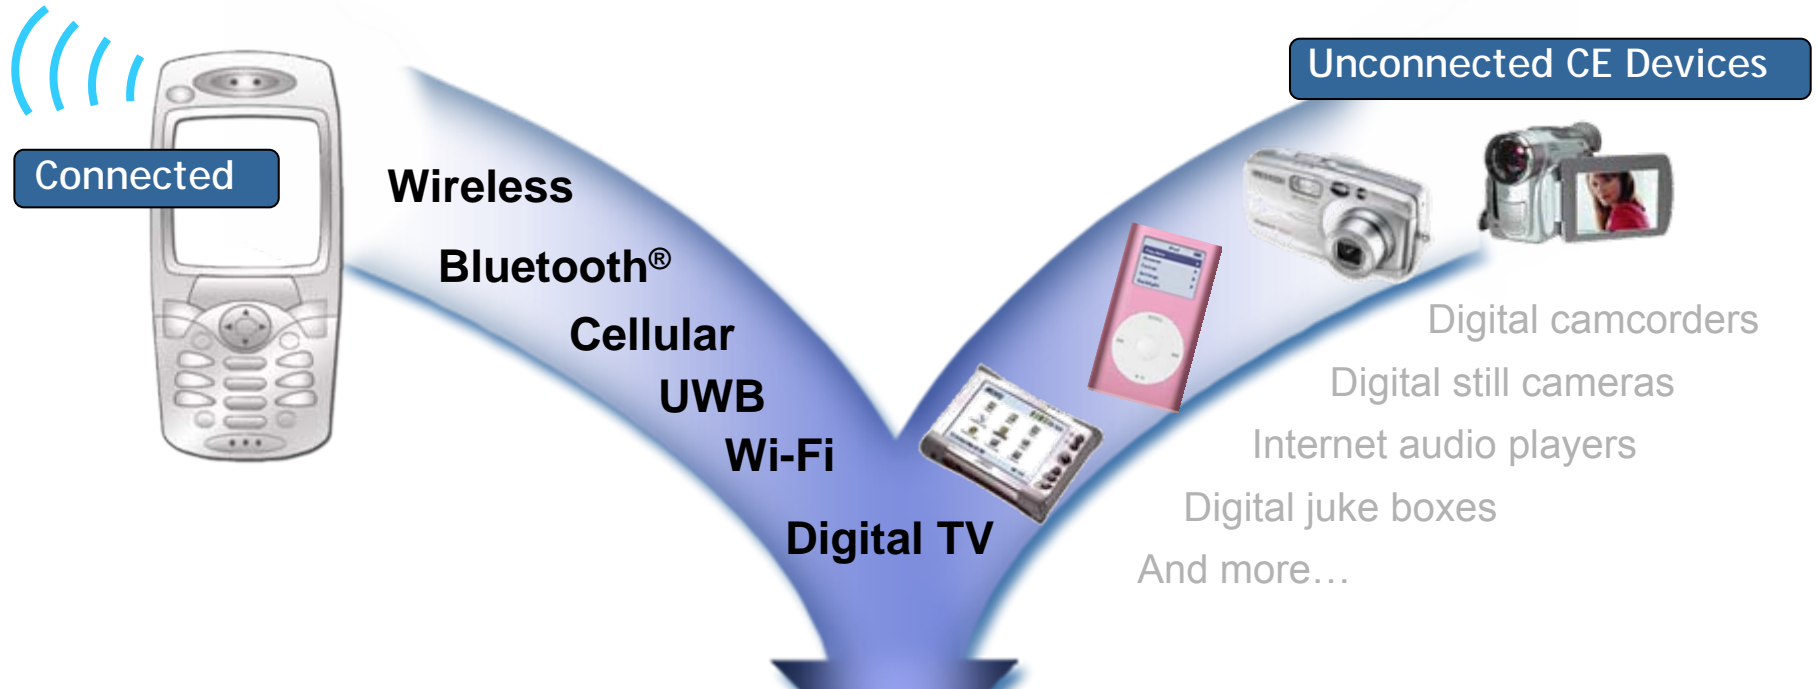 Unconnected CE Devices
Connected
Wireless
Bluetooth®
Cellular
UWB
Wi-Fi
Digital TV
Digital camcorders
Digital still cameras
Internet audio players
Digital juke boxes
And more…